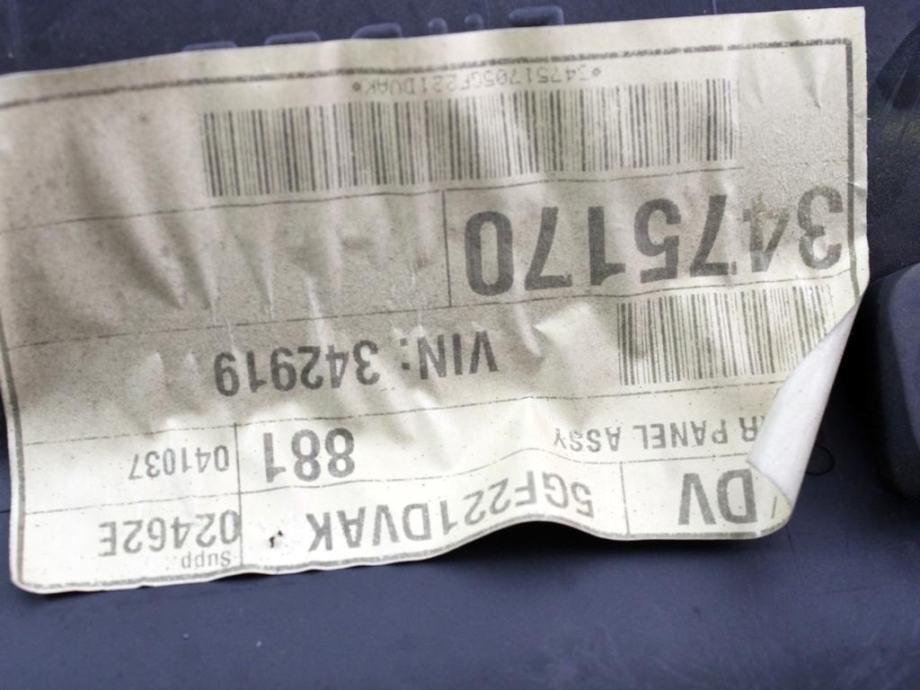 DV 5GF221DVAK Supp 02462E
PANEL ASSY 881 041037
VIN: 342919
3475170
*34751705GF221DVAK*